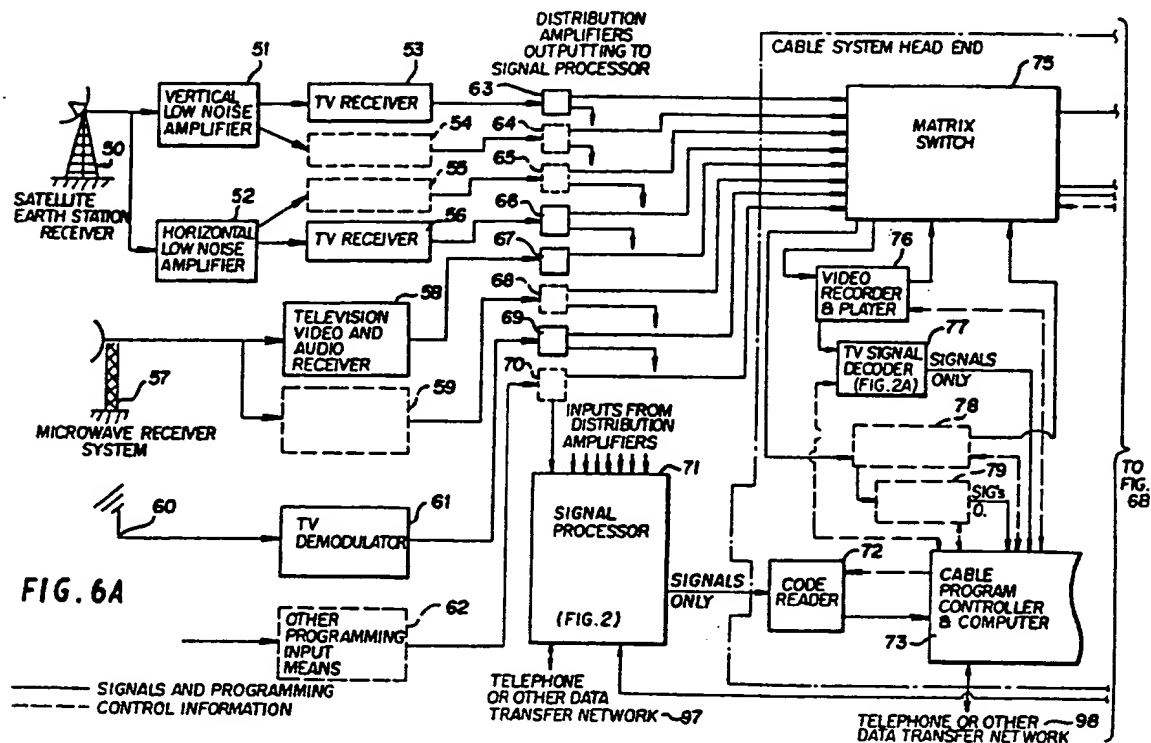 DISTRIBUTION
AMPLIFIERS
OUTPUTTING TO
SIGNAL PROCESSOR
CABLE SYSTEM HEAD END
51
VERTICAL
LOW NOISE
AMPLIFIER
53
TV RECEIVER
63
75
MATRIX
SWITCH
54
64
50
SATELLITE
EARTH STATION
RECEIVER
55
65
52
HORIZONTAL
LOW NOISE
AMPLIFIER
56
TV RECEIVER
66
67
58
TELEVISION
VIDEO AND
AUDIO
RECEIVER
68
69
70
76
VIDEO
RECORDER
& PLAYER
77
TV SIGNAL
DECODER
(FIG.2A)
SIGNALS
ONLY
57
MICROWAVE RECEIVER
SYSTEM
59
INPUTS FROM
DISTRIBUTION
AMPLIFIERS
78
79
SIG's
O.
TO
FIG.
6B
60
61
TV
DEMODULATOR
71
SIGNAL
PROCESSOR
(FIG.2)
SIGNALS
ONLY
72
CODE
READER
CABLE
PROGRAM
CONTROLLER
& COMPUTER
73
FIG. 6A
62
OTHER
PROGRAMMING
INPUT
MEANS
SIGNALS AND PROGRAMMING
CONTROL INFORMATION
TELEPHONE
OR OTHER DATA
TRANSFER NETWORK 97
TELEPHONE OR OTHER 98
DATA TRANSFER NETWORK